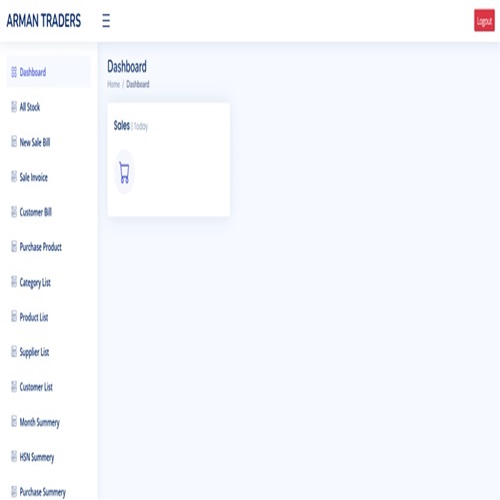 ARMAN TRADERS
Logout
Dashboard
All Stock
New Sale Bill
Sale Invoice
Customer Bill
Purchase Product
Category List
Product List
Supplier List
Customer List
Month Summery
HSN Summery
Purchase Summery
Dashboard
Home / Dashboard
Sales | Today